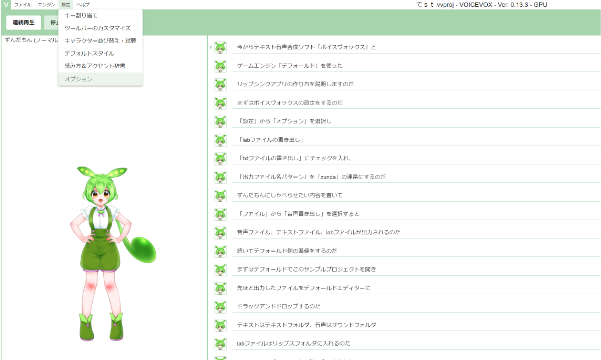 ファイル エンジン 設定 ヘルプ
てst.vvproj - VOICEVOX - Ver. 0.13.3 - GPU
連続再生
停止
キー割り当て
ツールバーのカスタマイズ
キャラクター並び替え・試聴
デフォルトスタイル
読み方＆アクセント辞書
オプション
ずんだもん（ノーマル
今からテキスト音声合成ソフト「ボイスヴォックス」と
ゲームエンジン「デフォールド」を使った
リップシンクアプリの作り方を説明しますのだ
まずはボイスヴォックスの設定をするのだ
「設定」から「オプション」を選択し
「labファイルの書き出し」
「txtファイルの書き出し」にチェックを入れ、
「出力ファイル名パターン」を「zunda」の連番にするのだ
ずんだもんにしゃべらせたい内容を書いて
「ファイル」から「音声書き出し」を選択すると
音声ファイル、テキストファイル、labファイルが出力されるのだ
続いてデフォールド側の準備をするのだ
まずはデフォールドでこのサンプルプロジェクトを開き
先ほど出力したファイルをデフォールドエディターに
ドラックアンドドロップするのだ
テキストはテキストフォルダ、音声はサウンドフォルダ
labファイルはリップスフォルダに入れるのだ